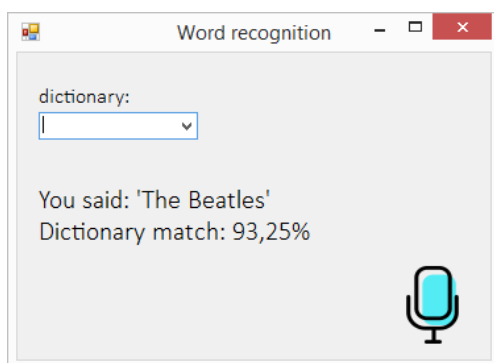 Word recognition
dictionary:
You said: 'The Beatles'
Dictionary match: 93,25%